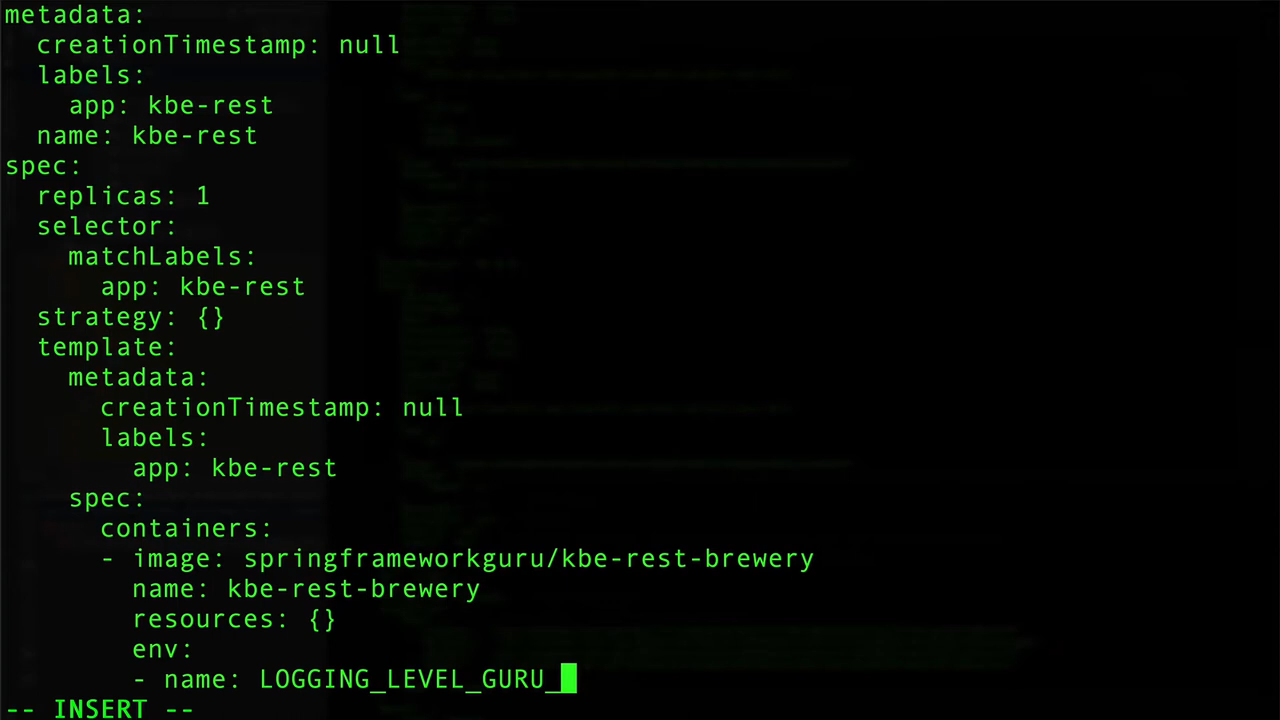 metadata:
  creationTimestamp: null
  labels:
    app: kbe-rest
  name: kbe-rest
spec:
  replicas: 1
  selector:
    matchLabels:
      app: kbe-rest
  strategy: {}
  template:
    metadata:
      creationTimestamp: null
      labels:
        app: kbe-rest
    spec:
      containers:
      - image: springframeworkguru/kbe-rest-brewery
        name: kbe-rest-brewery
        resources: {}
        env:
        - name: LOGGING_LEVEL_GURU_
-- INSERT --